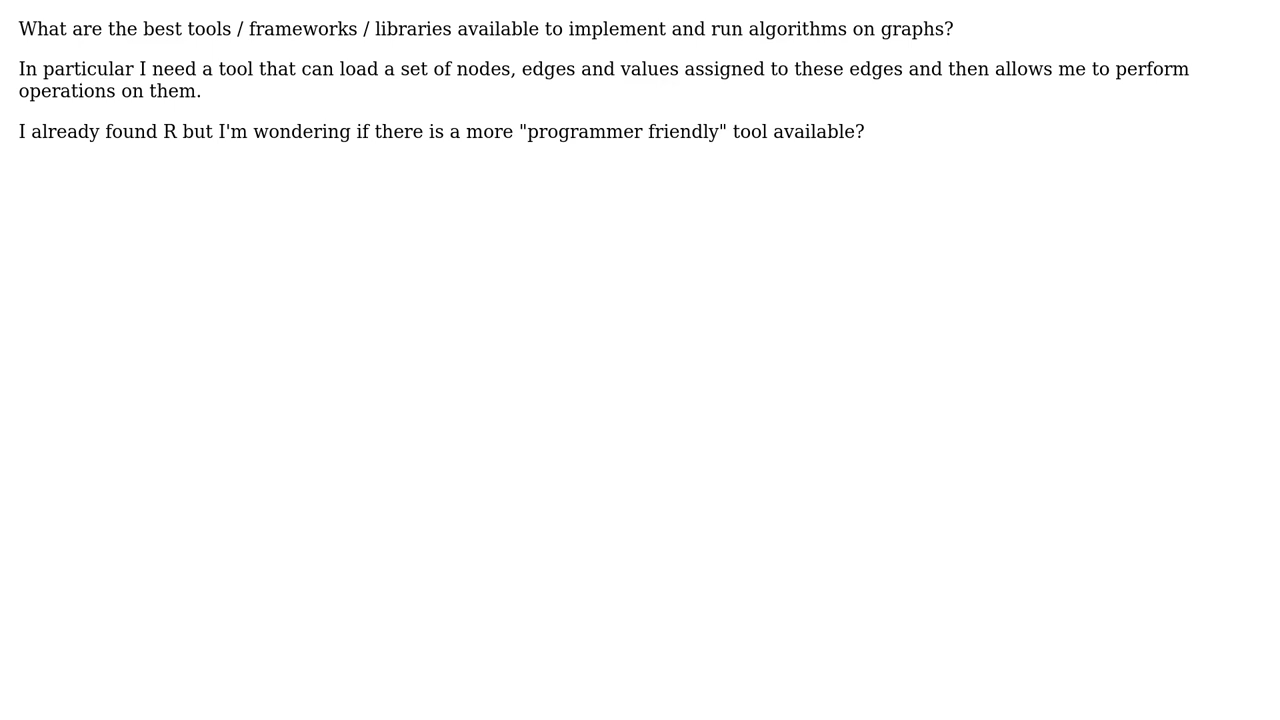 What are the best tools / frameworks / libraries available to implement and run algorithms on graphs?
In particular I need a tool that can load a set of nodes, edges and values assigned to these edges and then allows me to perform
operations on them.
I already found R but I'm wondering if there is a more "programmer friendly" tool available?